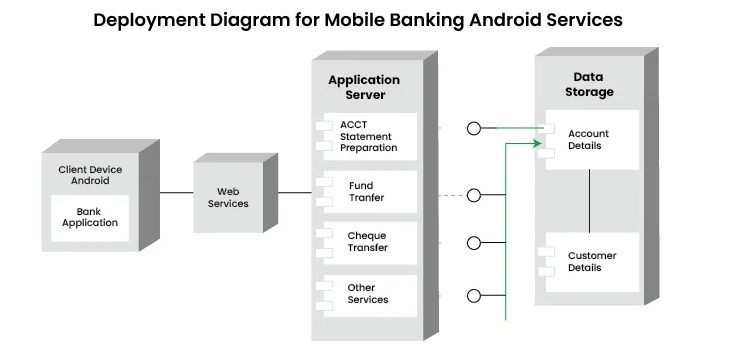 Deployment Diagram for Mobile Banking Android Services
Client Device
Android
Bank
Application
Web
Services
Application
Server
ACCT
Statement
Preparation
Fund
Tranfer
Cheque
Transfer
Other
Services
Data
Storage
Account
Details
Customer
Details